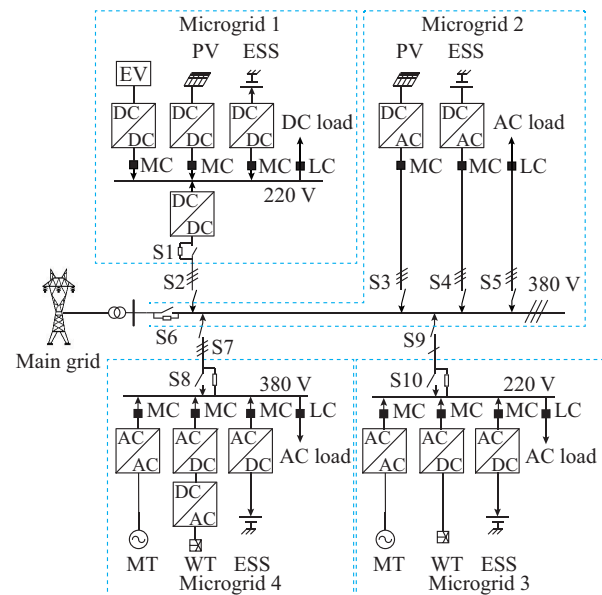 Microgrid 1
Microgrid 2
PV ESS
PV ESS
EV
DC DC DC
DC load
DC DC
AC load
DC DC DC
AC AC
MC MC MC LC
MC MC LC
220 V
DC
DC
S1
S2
S3 S4 S5
380 V
S6
S7
S9
Main grid
S8
380 V
S10
220 V
MC MC MC LC
MC MC MC LC
AC AC AC
AC load
AC AC AC
AC load
AC DC DC
AC DC DC
DC
AC
MT WT ESS
MT WT ESS
Microgrid 4
Microgrid 3